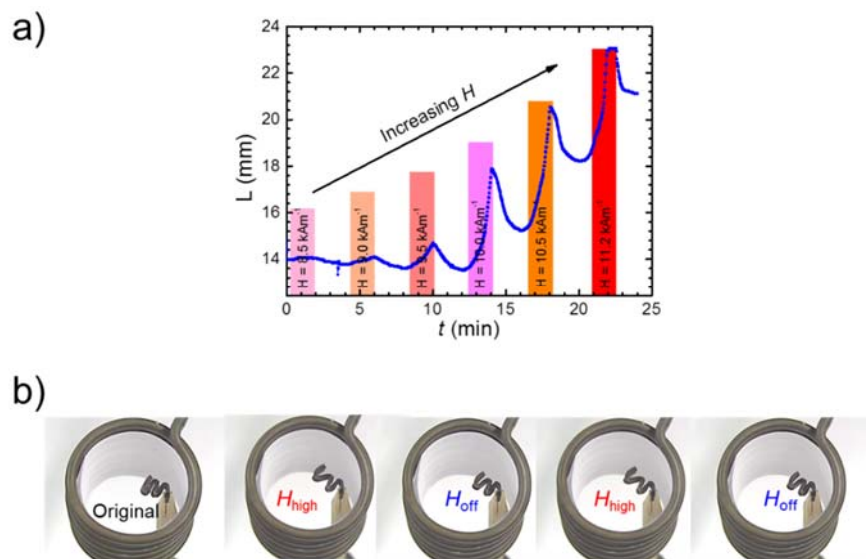 a)
24
22
20
18
16
14
L (mm)
Increasing H
H = 8.5 kAm⁻¹
H = 9.0 kAm⁻¹
H = 9.5 kAm⁻¹
H = 10.0 kAm⁻¹
H = 10.5 kAm⁻¹
H = 11.2 kAm⁻¹
0 5 10 15 20 25
t (min)
b)
Original
Hhigh
Hoff
Hhigh
Hoff